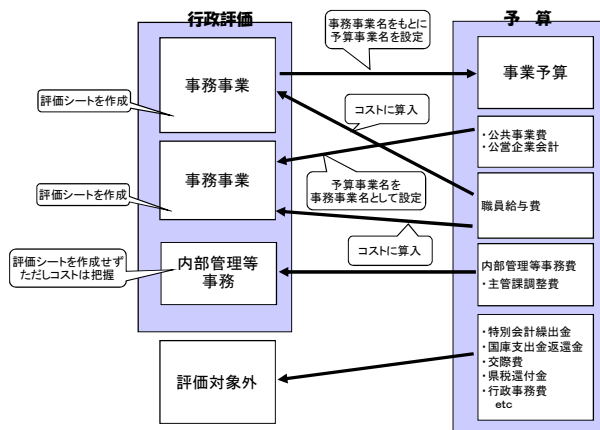 行政評価
予 算
事務事業名をもとに
予算事業名を設定
事務事業
事業予算
評価シートを作成
コストに算入
・公共事業費
・公営企業会計
事務事業
予算事業名を
事務事業名として設定
評価シートを作成
職員給与費
コストに算入
評価シートを作成せず
ただしコストは把握
内部管理等
事務
内部管理等事務費
・主管課調整費
・特別会計繰出金
・国庫支出金返還金
・交際費
・県税還付金
・行政事務費
etc
評価対象外